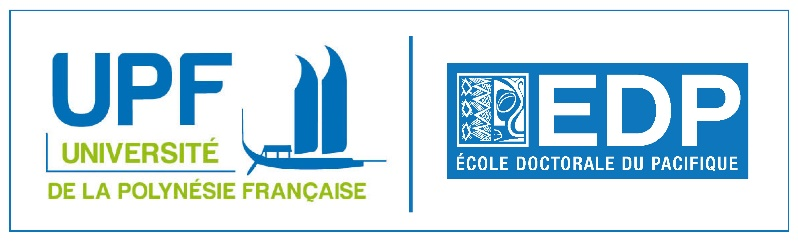 UPF
UNIVERSITÉ
DE LA POLYNÉSIE FRANÇAISE
EDP
ÉCOLE DOCTORALE DU PACIFIQUE